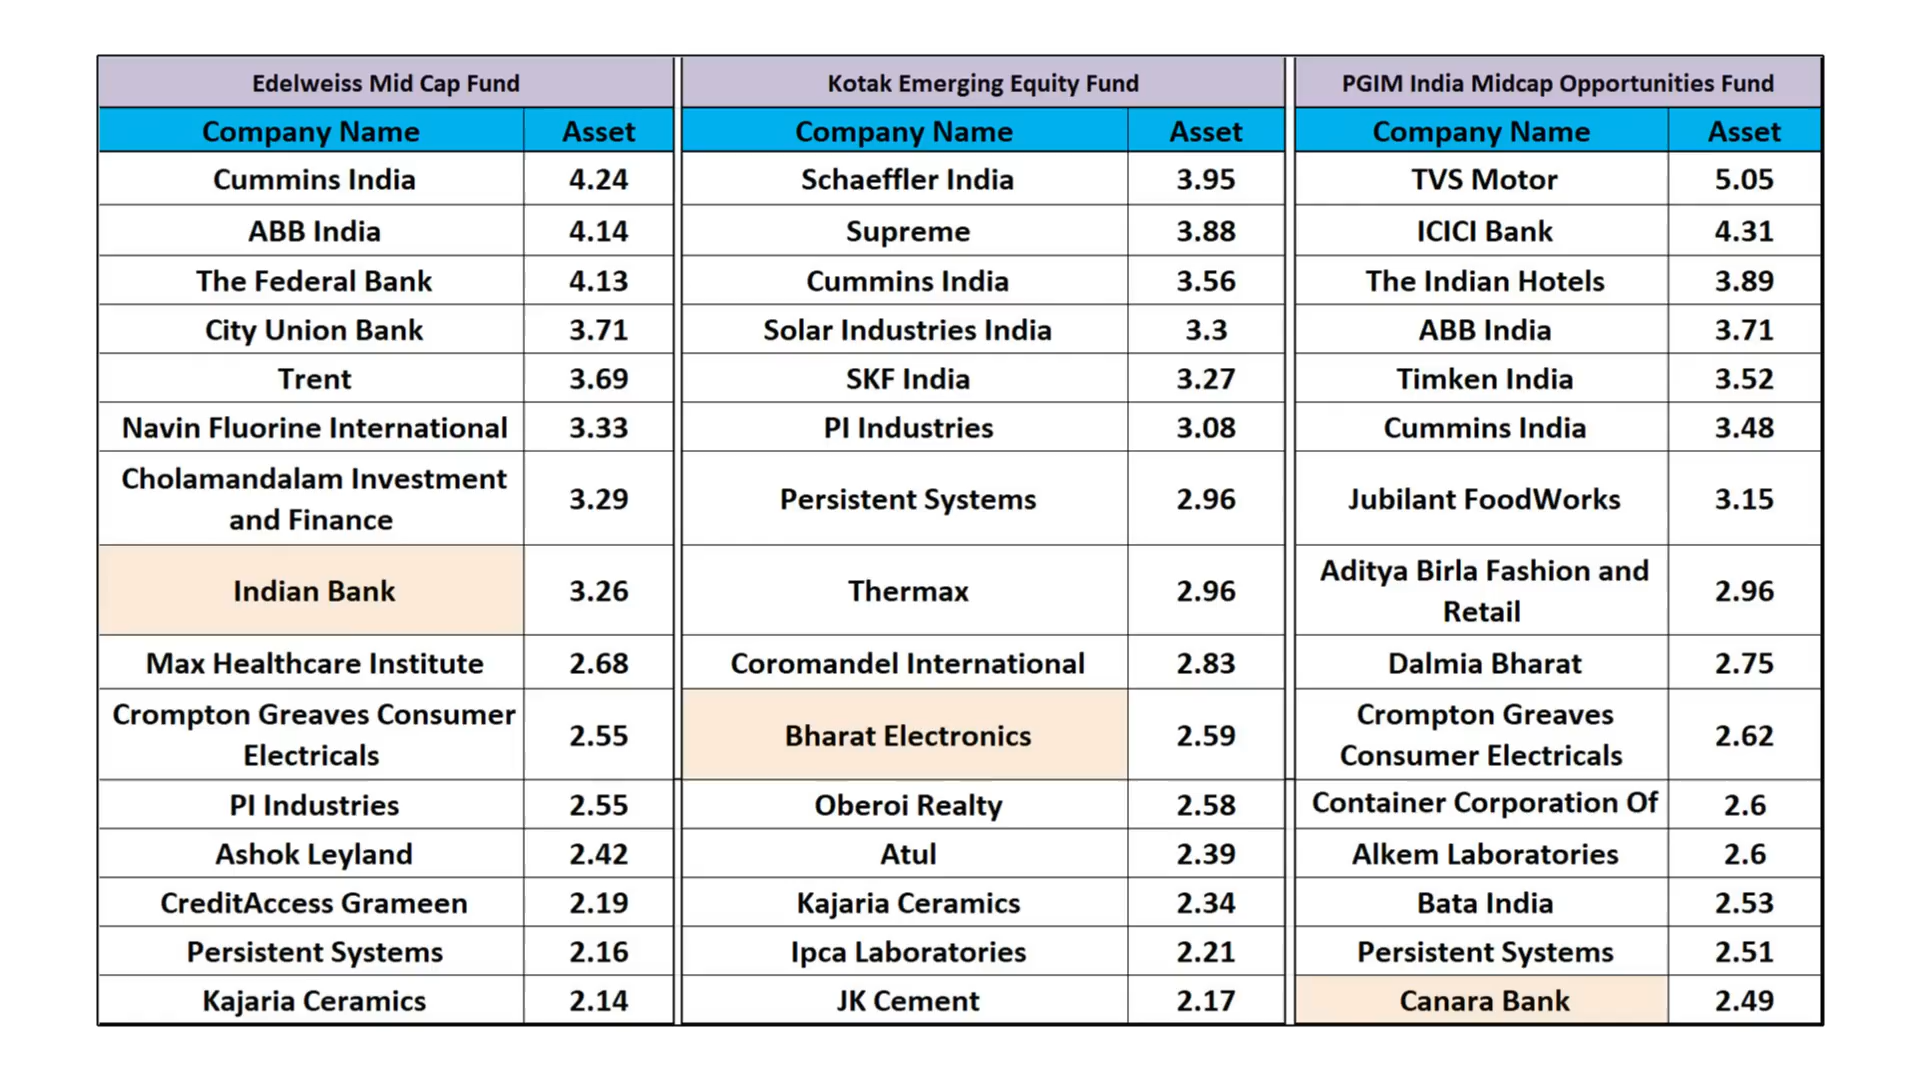 Edelweiss Mid Cap Fund Kotak Emerging Equity Fund PGIM India Midcap Opportunities Fund
Company Name Asset Company Name Asset Company Name Asset
Cummins India 4.24 Schaeffler India 3.95 TVS Motor 5.05
ABB India 4.14 Supreme 3.88 ICICI Bank 4.31
The Federal Bank 4.13 Cummins India 3.56 The Indian Hotels 3.89
City Union Bank 3.71 Solar Industries India 3.3 ABB India 3.71
Trent 3.69 SKF India 3.27 Timken India 3.52
Navin Fluorine International 3.33 PI Industries 3.08 Cummins India 3.48
Cholamandalam Investment
and Finance 3.29 Persistent Systems 2.96 Jubilant FoodWorks 3.15
Indian Bank 3.26 Thermax 2.96 Aditya Birla Fashion and
Retail 2.96
Max Healthcare Institute 2.68 Coromandel International 2.83 Dalmia Bharat 2.75
Crompton Greaves Consumer
Electricals 2.55 Bharat Electronics 2.59 Crompton Greaves
Consumer Electricals 2.62
PI Industries 2.55 Oberoi Realty 2.58 Container Corporation Of 2.6
Ashok Leyland 2.42 Atul 2.39 Alkem Laboratories 2.6
CreditAccess Grameen 2.19 Kajaria Ceramics 2.34 Bata India 2.53
Persistent Systems 2.16 Ipca Laboratories 2.21 Persistent Systems 2.51
Kajaria Ceramics 2.14 JK Cement 2.17 Canara Bank 2.49